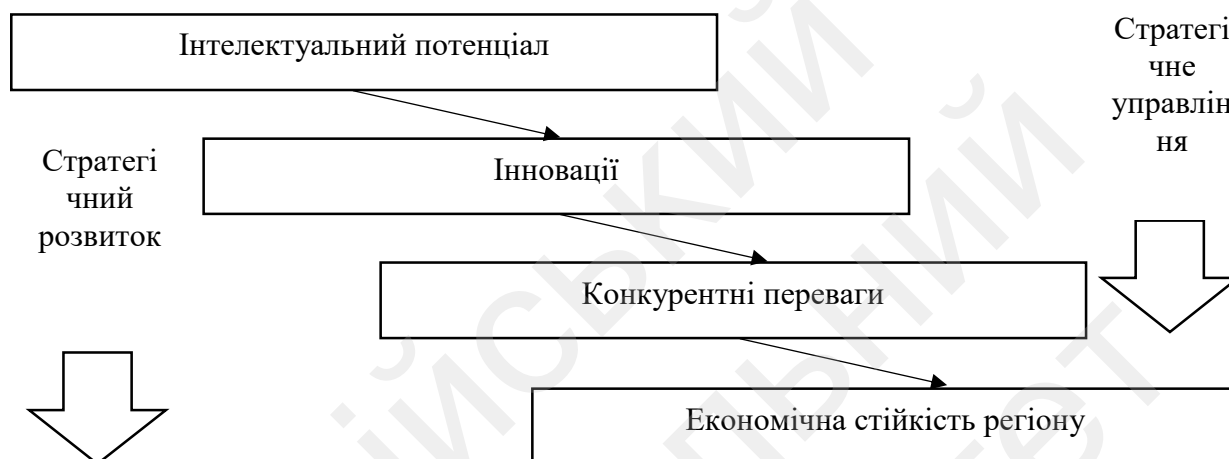 Інтелектуальний потенціал
Стратегі
чне
управлін
ня
Інновації
Стратегі
чний
розвиток
Конкурентні переваги
Економічна стійкість регіону